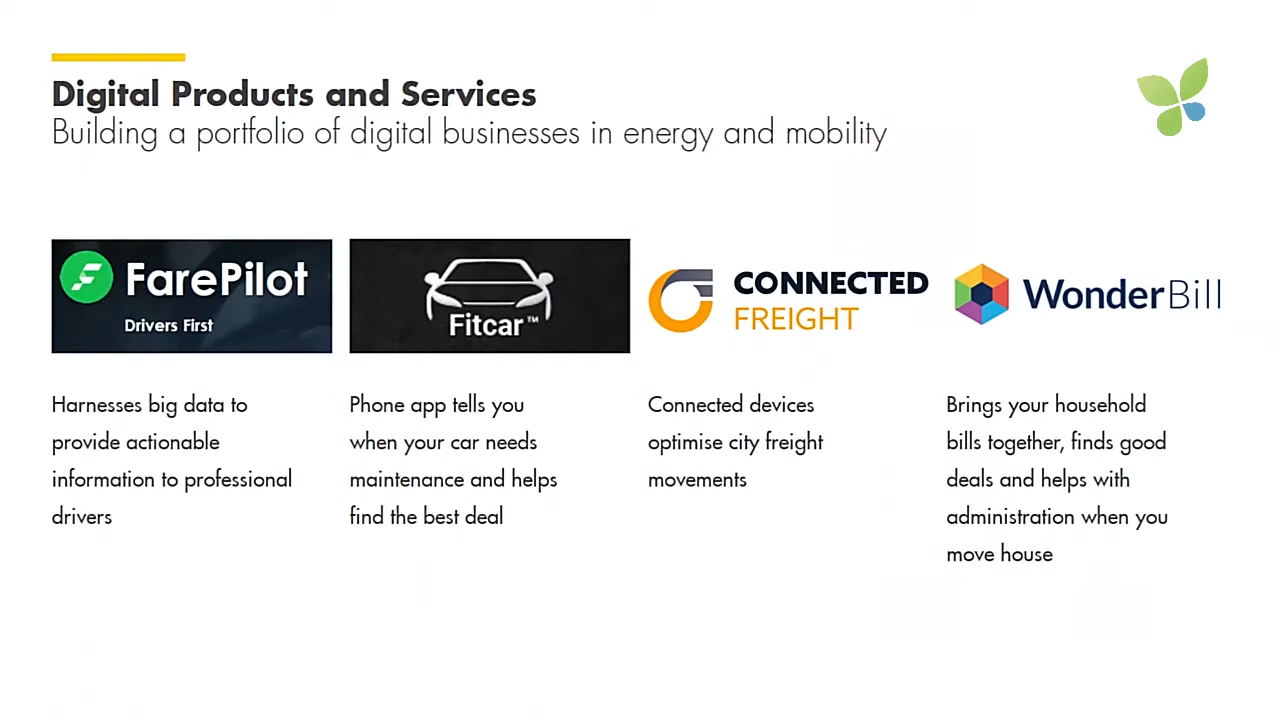 Digital Products and Services
Building a portfolio of digital businesses in energy and mobility
FarePilot
Drivers First
Harnesses big data to
provide actionable
information to professional
drivers
Fitcar™
Phone app tells you
when your car needs
maintenance and helps
find the best deal
CONNECTED
FREIGHT
Connected devices
optimise city freight
movements
WonderBill
Brings your household
bills together, finds good
deals and helps with
administration when you
move house